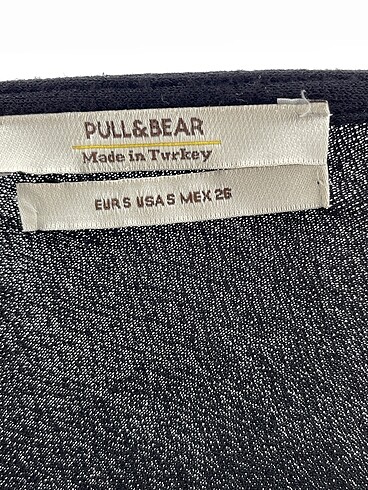 PULL&BEAR
Made in Turkey
EUR S USA S MEX 26